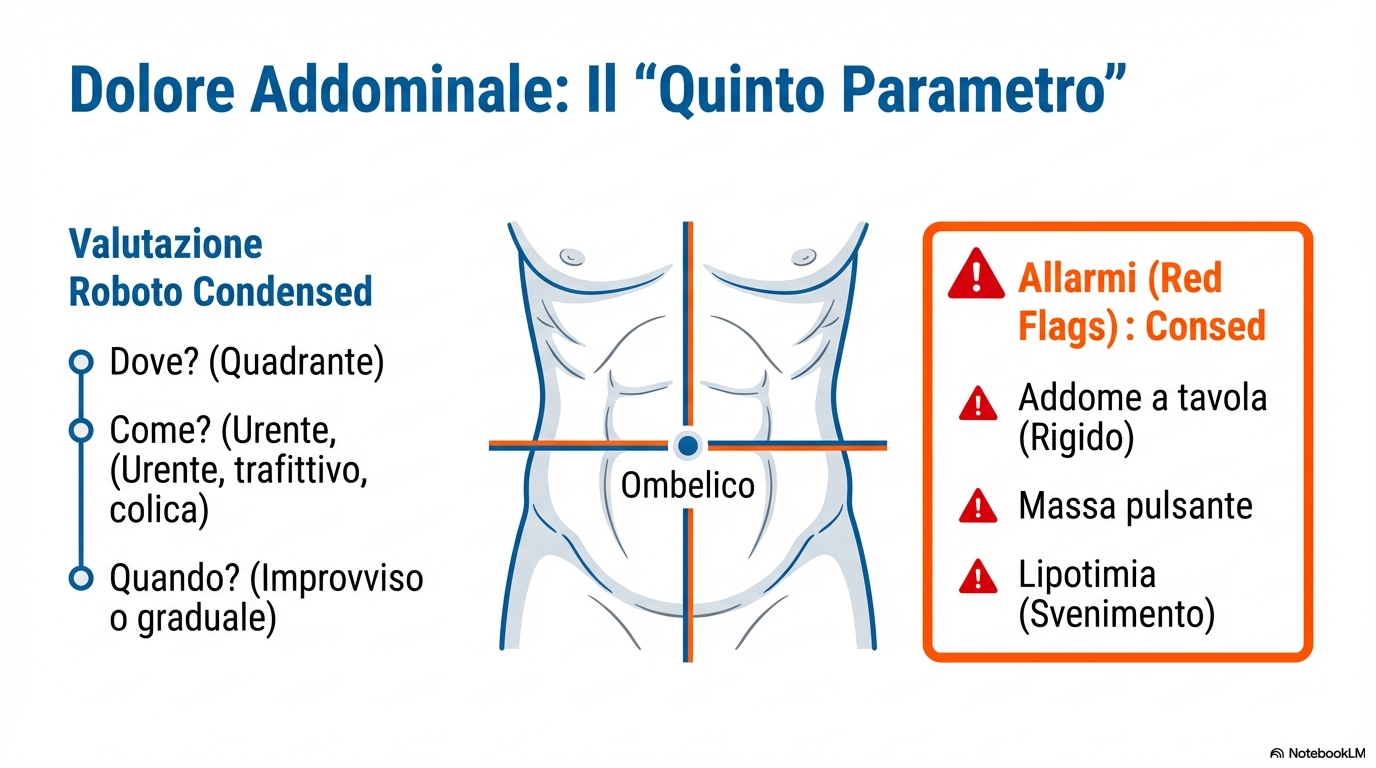 Dolore Addominale: Il “Quinto Parametro”
Valutazione
Roboto Condensed
Dove? (Quadrante)
Come? (Urente,
(Urente, trafittivo,
colica)
Quando? (Improvviso
o graduale)
Ombelico
Allarmi (Red
Flags) : Consed
Addome a tavola
(Rigido)
Massa pulsante
Lipotimia
(Svenimento)
NotebookLM